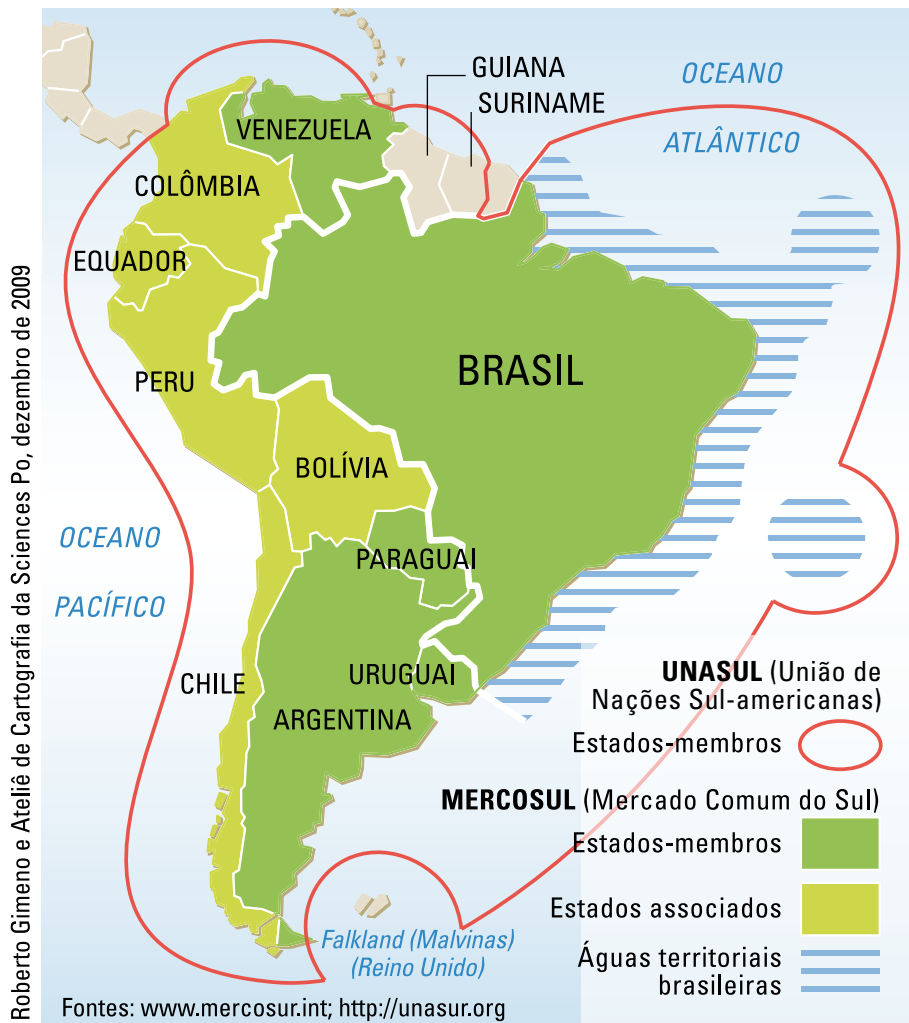 Roberto Gimeno e Ateliê de Cartografia da Sciences Po, dezembro de 2009
GUIANA
SURINAME
OCEANO
ATLÂNTICO
VENEZUELA
COLÔMBIA
EQUADOR
PERU
BRASIL
BOLÍVIA
OCEANO
PACÍFICO
PARAGUAI
CHILE
URUGUAI
ARGENTINA
UNASUL (União de
Nações Sul-americanas)
Estados-membros
MERCOSUL (Mercado Comum do Sul)
Estados-membros
Estados associados
Águas territoriais
brasileiras
Falkland (Malvinas)
(Reino Unido)
Fontes: www.mercosur.int; http://unasur.org